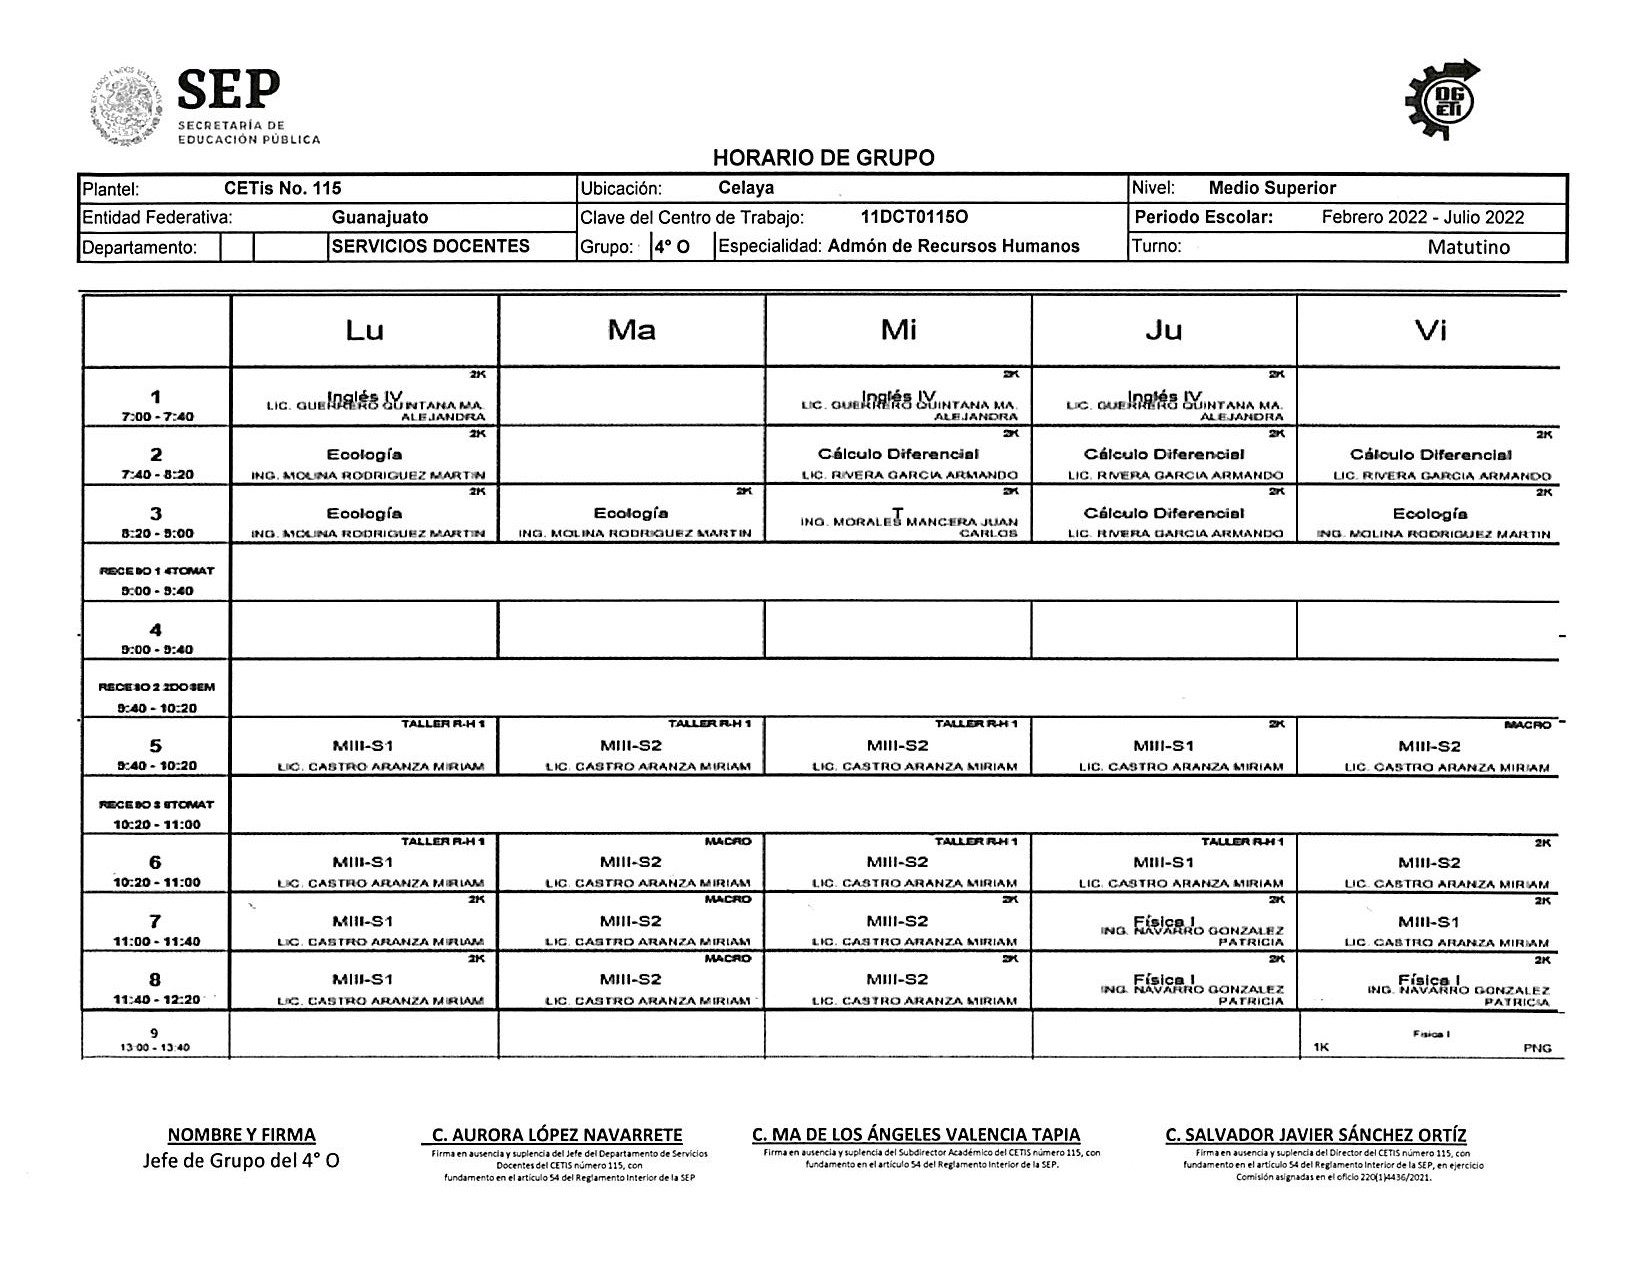 SEP
SECRETARÍA DE
EDUCACIÓN PÚBLICA
DG
ETI
HORARIO DE GRUPO
Plantel: CETis No. 115 Ubicación: Celaya Nivel: Medio Superior
Entidad Federativa: Guanajuato Clave del Centro de Trabajo: 11DCT0115O Periodo Escolar: Febrero 2022 - Julio 2022
Departamento: SERVICIOS DOCENTES Grupo: 4° O Especialidad: Admón de Recursos Humanos Turno: Matutino
Lu Ma Mi Ju Vi
2K 2K 2K
1 Inglés IV Inglés IV Inglés IV
7:00 - 7:40 LIC. GUERRERO QUINTANA MA. LIC. GUERRERO QUINTANA MA. LIC. GUERRERO QUINTANA MA.
ALEJANDRA ALEJANDRA ALEJANDRA
2K 2K 2K 2K
2 Ecología Cálculo Diferencial Cálculo Diferencial Cálculo Diferencial
7:40 - 8:20 ING. MOLINA RODRIGUEZ MARTIN LIC. RIVERA GARCIA ARMANDO LIC. RIVERA GARCIA ARMANDO LIC. RIVERA GARCIA ARMANDO
2K 2K 2K 2K 2K
3 Ecología Ecología T Cálculo Diferencial Ecología
ING. MORALES MANCERA JUAN
8:20 - 9:00 ING. MOLINA RODRIGUEZ MARTIN ING. MOLINA RODRIGUEZ MARTIN CARLOS LIC. RIVERA GARCIA ARMANDO ING. MOLINA RODRIGUEZ MARTIN
RECESO 1 4TOMAT
9:00 - 9:40
4
9:00 - 9:40
RECESO 2 2DOSEM
9:40 - 10:20
TALLER R-H 1 TALLER R-H 1 TALLER R-H 1 2K MACRO
5 MIII-S1 MIII-S2 MIII-S2 MIII-S1 MIII-S2
9:40 - 10:20 LIC. CASTRO ARANZA MIRIAM LIC. CASTRO ARANZA MIRIAM LIC. CASTRO ARANZA MIRIAM LIC. CASTRO ARANZA MIRIAM LIC. CASTRO ARANZA MIRIAM
RECESO 3 6TOMAT
10:20 - 11:00
TALLER R-H 1 MACRO TALLER R-H 1 TALLER R-H 1 2K
6 MIII-S1 MIII-S2 MIII-S2 MIII-S1 MIII-S2
10:20 - 11:00 LIC. CASTRO ARANZA MIRIAM LIC. CASTRO ARANZA MIRIAM LIC. CASTRO ARANZA MIRIAM LIC. CASTRO ARANZA MIRIAM LIC. CASTRO ARANZA MIRIAM
2K MACRO 2K 2K 2K
7 MIII-S1 MIII-S2 MIII-S2 Física I MIII-S1
ING. NAVARRO GONZALEZ
11:00 - 11:40 LIC. CASTRO ARANZA MIRIAM LIC. CASTRO ARANZA MIRIAM LIC. CASTRO ARANZA MIRIAM PATRICIA LIC. CASTRO ARANZA MIRIAM
2K MACRO 2K 2K 2K
8 MIII-S1 MIII-S2 MIII-S2 Física I Física I
ING. NAVARRO GONZALEZ ING. NAVARRO GONZALEZ
11:40 - 12:20 LIC. CASTRO ARANZA MIRIAM LIC. CASTRO ARANZA MIRIAM LIC. CASTRO ARANZA MIRIAM PATRICIA PATRICIA
9 Física I
13:00 - 13:40 1K PNG
NOMBRE Y FIRMA
Jefe de Grupo del 4° O
C. AURORA LÓPEZ NAVARRETE
Firma en ausencia y suplencia del Jefe del Departamento de Servicios
Docentes del CETIS número 115, con
fundamento en el artículo 54 del Reglamento Interior de la SEP
C. MA DE LOS ÁNGELES VALENCIA TAPIA
Firma en ausencia y suplencia del Subdirector Académico del CETIS número 115, con
fundamento en el artículo 54 del Reglamento Interior de la SEP.
C. SALVADOR JAVIER SÁNCHEZ ORTÍZ
Firma en ausencia y suplencia del Director del CETIS número 115, con
fundamento en el artículo 54 del Reglamento Interior de la SEP, en ejercicio
Comisión asignadas en el oficio 220(1)4436/2021.